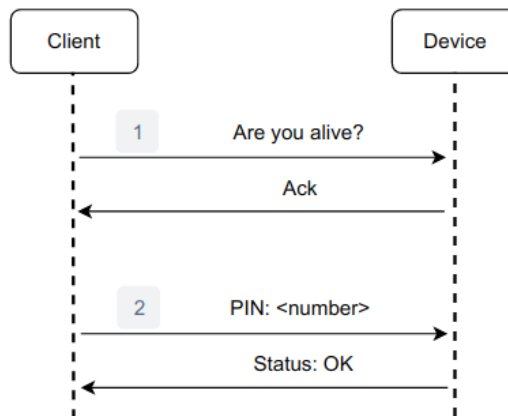 Client
Device
1
Are you alive?
Ack
2
PIN: <number>
Status: OK